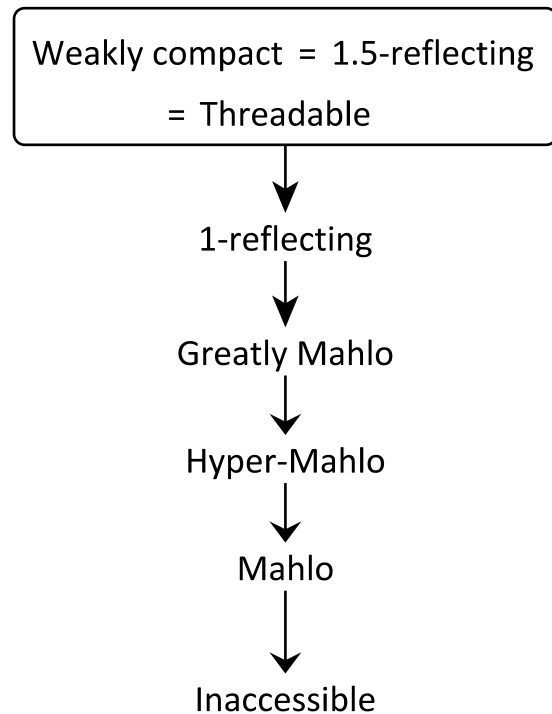 Weakly compact = 1.5-reflecting
= Threadable
1-reflecting
Greatly Mahlo
Hyper-Mahlo
Mahlo
Inaccessible